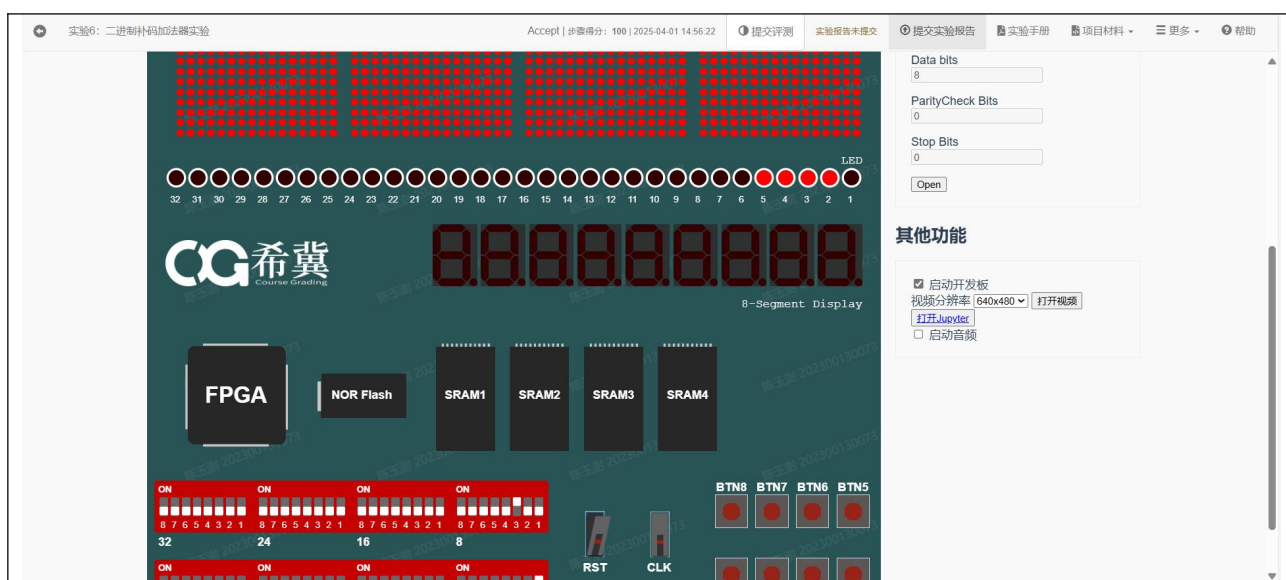 实验6：二进制补码加法器实验
Accept | 步骤得分：100 | 2025-04-01 14:56:22
提交评测
实验报告未提交
提交实验报告
实验手册
项目材料
更多
帮助
LED
32 31 30 29 28 27 26 25 24 23 22 21 20 19 18 17 16 15 14 13 12 11 10 9 8 7 6 5 4 3 2 1
CG希冀
Course Grading
8-Segment Display
FPGA
NOR Flash
SRAM1
SRAM2
SRAM3
SRAM4
BTN8 BTN7 BTN6 BTN5
ON ON ON ON
8 7 6 5 4 3 2 1 8 7 6 5 4 3 2 1 8 7 6 5 4 3 2 1 8 7 6 5 4 3 2 1
32 24 16 8
RST CLK
ON ON ON ON
Data bits
8
ParityCheck Bits
0
Stop Bits
0
Open
其他功能
启动开发板
视频分辨率 640x480 打开视频
打开Jupyter
启动音频